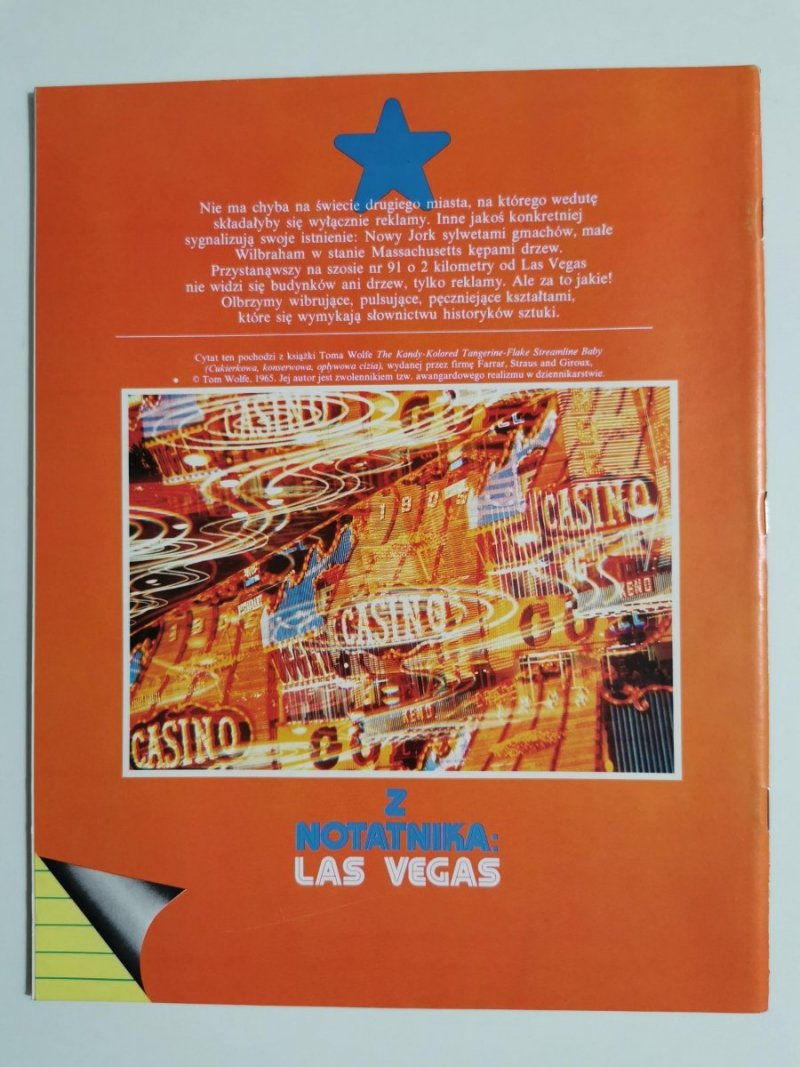 Nie ma chyba na świecie drugiego miasta, na którego wedutę
składałyby się wyłącznie reklamy. Inne jakoś konkretniej
sygnalizują swoje istnienie: Nowy Jork sylwetami gmachów, małe
Wilbraham w stanie Massachusetts kępami drzew.
Przystanąwszy na szosie nr 91 o 2 kilometry od Las Vegas
nie widzi się budynków ani drzew, tylko reklamy. Ale za to jakie!
Olbrzymy wibrujące, pulsujące, pęczniejące kształtami,
które się wymykają słownictwu historyków sztuki.
Cytat ten pochodzi z książki Toma Wolfe The Kandy-Kolored Tangerine-Flake Streamline Baby
(Cukierkowa, konserwowa, opływowa cizia), wydanej przez firmę Farrar, Straus and Giroux,
© Tom Wolfe, 1965. Jej autor jest zwolennikiem tzw. awangardowego realizmu w dziennikarstwie.
CASINO
1905
CASINO
KENO
CASINO
KENO
CASINO
Z
NOTATNIKA:
LAS VEGAS